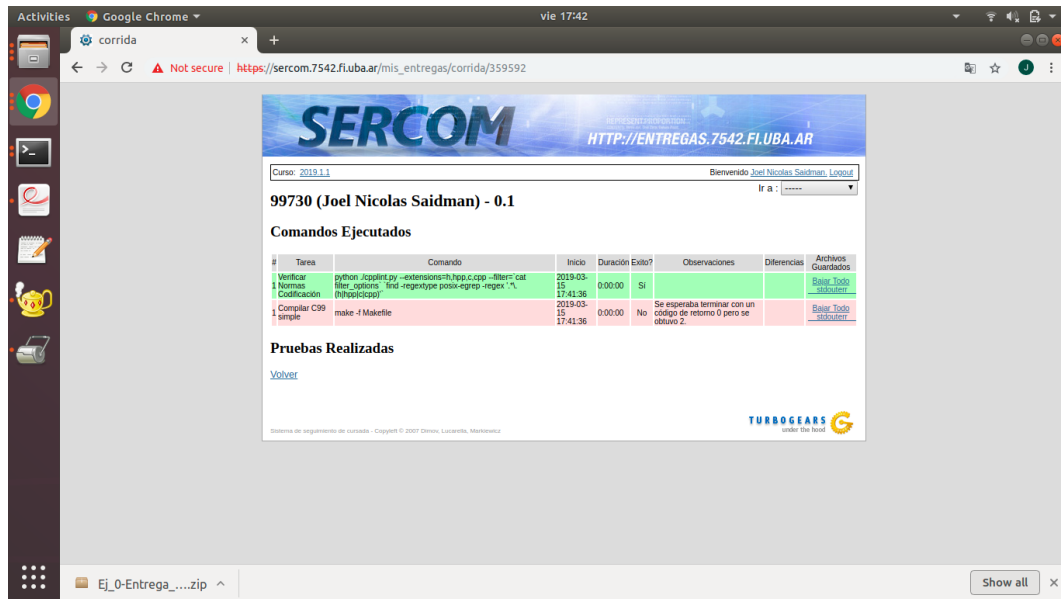 Activities Google Chrome vie 17:42
corrida
Not secure | https://sercom.7542.fi.uba.ar/mis_entregas/corrida/359592
SERCOM
HTTP://ENTREGAS.7542.FI.UBA.AR
Curso: 2019.1.1 Bienvenido Joel Nicolas Saidman. Logout
Ir a : -----
99730 (Joel Nicolas Saidman) - 0.1
Comandos Ejecutados
# Tarea Comando Inicio Duración Exito? Observaciones Diferencias Archivos Guardados
1 Verificar Normas Codificación python ./cpplint.py --extensions=h,hpp,c,cpp --filter=`cat filter_options` `find -regextype posix-egrep -regex '.*\.(h|hpp|c|cpp)'` 2019-03-15 17:41:36 0:00:00 Sí Bajar Todo stdouterr
1 Compilar C99 simple make -f Makefile 2019-03-15 17:41:36 0:00:00 No Se esperaba terminar con un código de retorno 0 pero se obtuvo 2. Bajar Todo stdouterr
Pruebas Realizadas
Volver
TURBOGEARS
under the hood
Sistema de seguimiento de cursada - Copyleft © 2007 Dimov, Lucarella, Markiewicz
Ej_0-Entrega_....zip
Show all